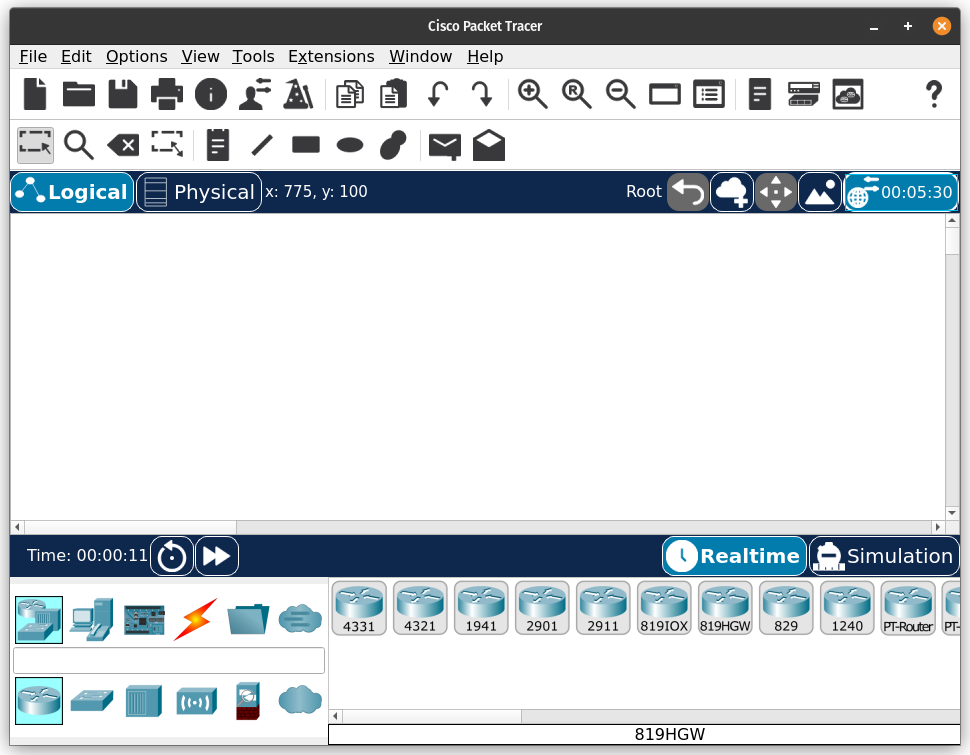 Cisco Packet Tracer
File Edit Options View Tools Extensions Window Help
Logical Physical x: 775, y: 100 Root 00:05:30
Time: 00:00:11 Realtime Simulation
4331 4321 1941 2901 2911 819IOX 819HGW 829 1240 PT-Router PT-
819HGW